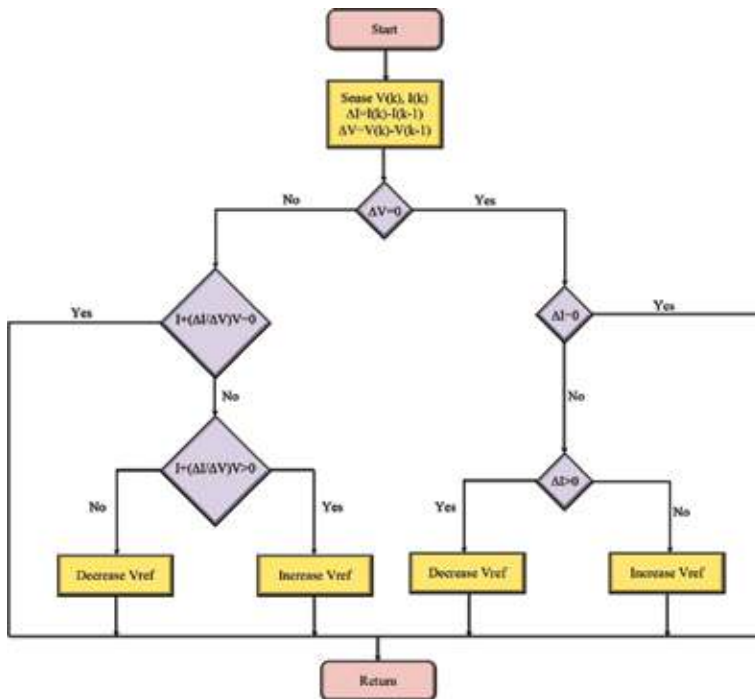 Start
Sense V(k), I(k)
ΔI=I(k)-I(k-1)
ΔV=V(k)-V(k-1)
No
ΔV=0
Yes
Yes
I+(ΔI/ΔV)V=0
ΔI=0
Yes
No
No
I+(ΔI/ΔV)V>0
ΔI>0
No
Yes
Yes
No
Decrease Vref
Increase Vref
Decrease Vref
Increase Vref
Return